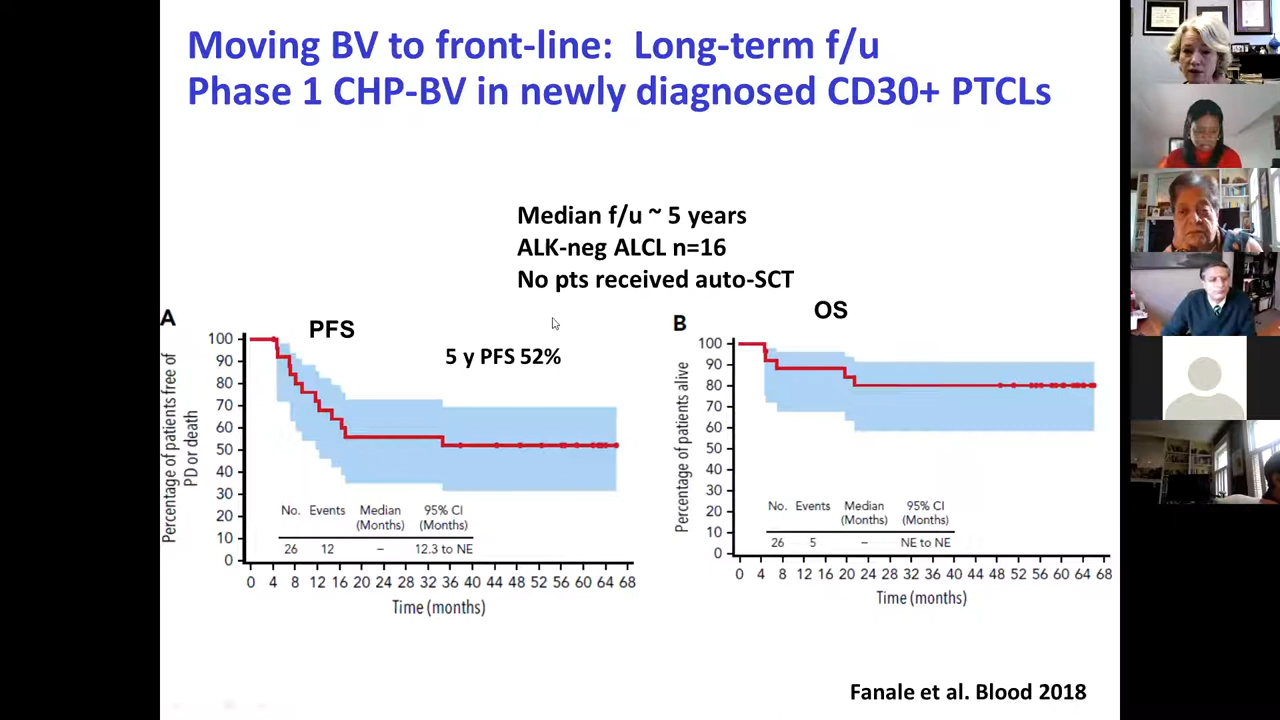 Moving BV to front-line: Long-term f/u
Phase 1 CHP-BV in newly diagnosed CD30+ PTCLs
Median f/u ~ 5 years
ALK-neg ALCL n=16
No pts received auto-SCT
A
PFS
5 y PFS 52%
Percentage of patients free of
PD or death
100
90
80
70
60
50
40
30
20
10
0
No. Events Median (Months) 95% CI (Months)
26 12 – 12.3 to NE
0 4 8 12 16 20 24 28 32 36 40 44 48 52 56 60 64 68
Time (months)
B
OS
Percentage of patients alive
100
90
80
70
60
50
40
30
20
10
0
No. Events Median (Months) 95% CI (Months)
26 5 – NE to NE
0 4 8 12 16 20 24 28 32 36 40 44 48 52 56 60 64 68
Time (months)
Fanale et al. Blood 2018